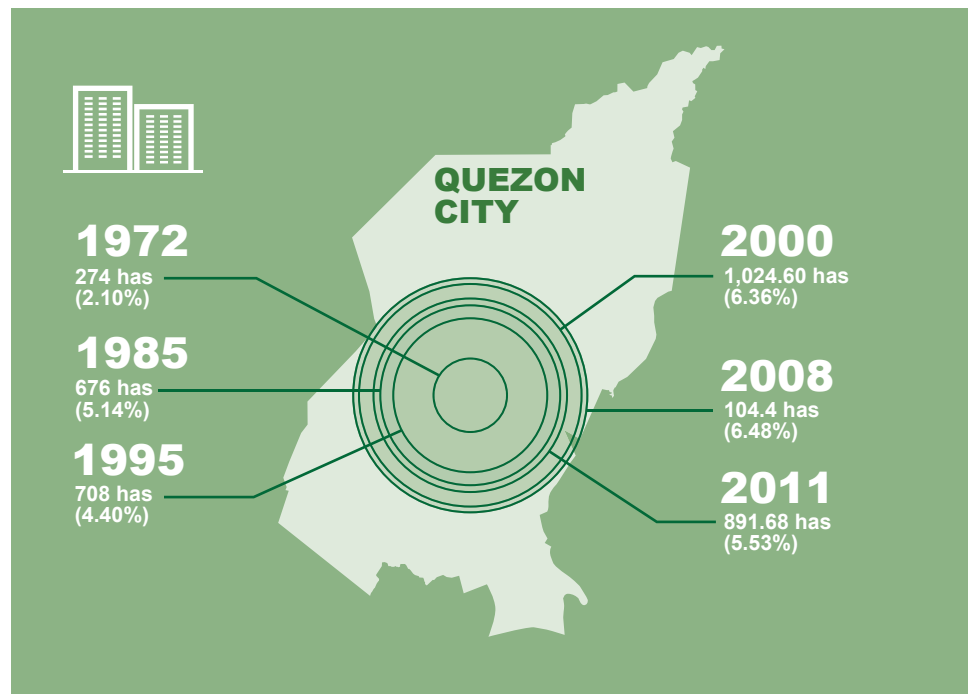 QUEZON
CITY
1972
274 has
(2.10%)
1985
676 has
(5.14%)
1995
708 has
(4.40%)
2000
1,024.60 has
(6.36%)
2008
104.4 has
(6.48%)
2011
891.68 has
(5.53%)